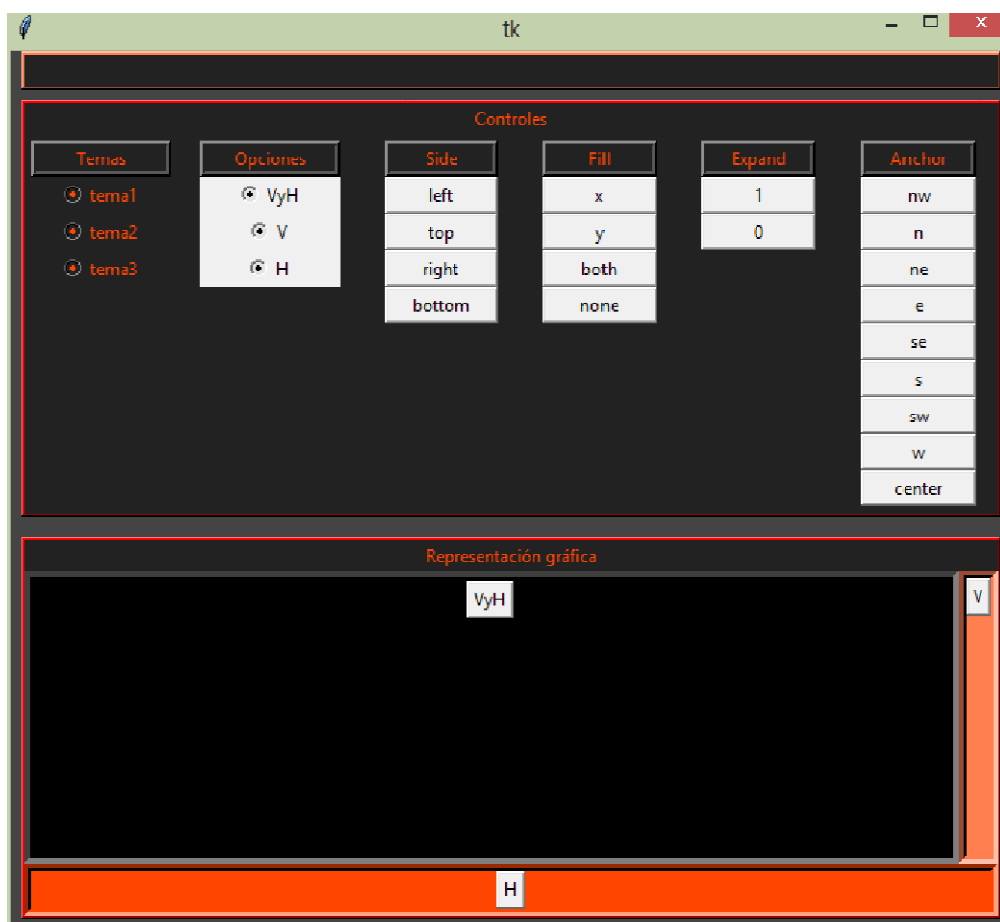 tk
Controles
Temas Opciones Side Fill Expand Anchor
tema1 VyH left x 1 nw
tema2 V top y 0 n
tema3 H right both ne
bottom none e
se
s
sw
w
center
Representación gráfica
VyH V
H